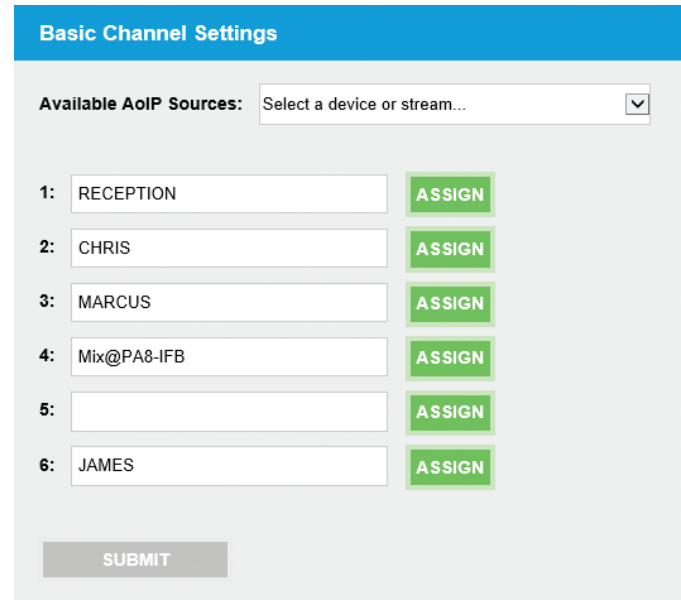 Basic Channel Settings
Available AoIP Sources: Select a device or stream...
1: RECEPTION ASSIGN
2: CHRIS ASSIGN
3: MARCUS ASSIGN
4: Mix@PA8-IFB ASSIGN
5: ASSIGN
6: JAMES ASSIGN
SUBMIT